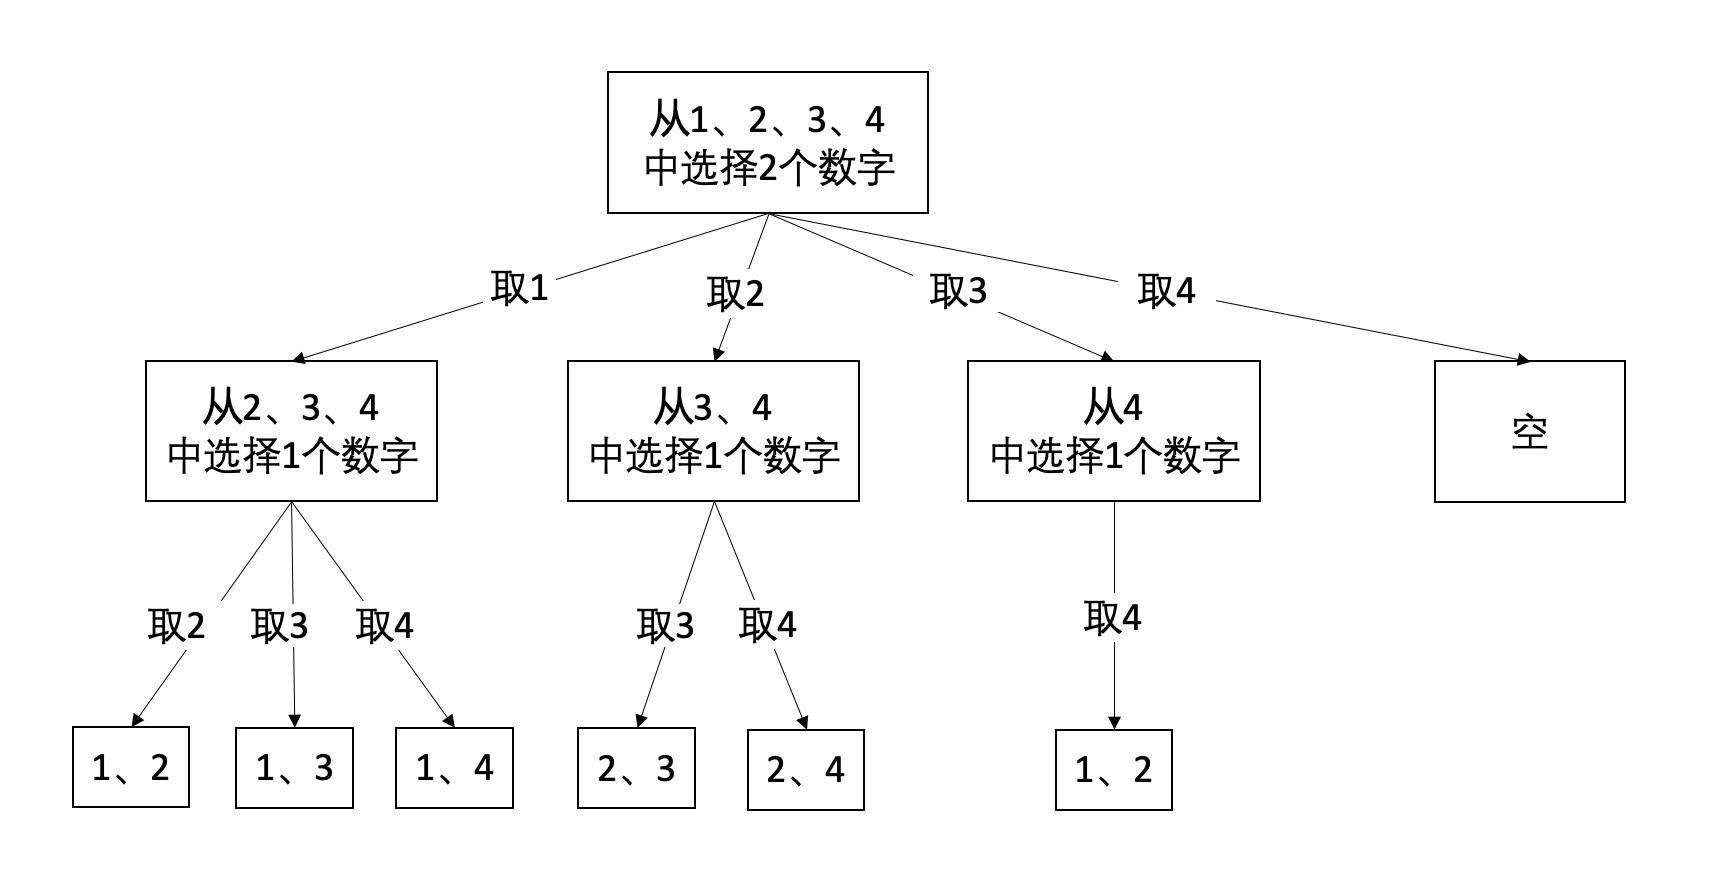 从1、2、3、4
中选择2个数字
取1
取2
取3
取4
从2、3、4
中选择1个数字
从3、4
中选择1个数字
从4
中选择1个数字
空
取2
取3
取4
取3
取4
取4
1、2
1、3
1、4
2、3
2、4
1、2